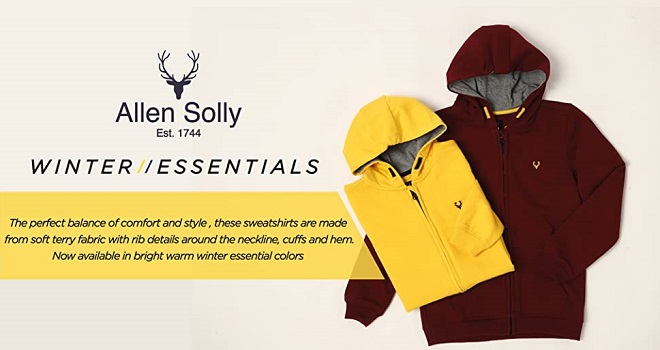 Allen Solly
Est. 1744
WINTER//ESSENTIALS
The perfect balance of comfort and style , these sweatshirts are made
from soft terry fabric with rib details around the neckline, cuffs and hem.
Now available in bright warm winter essential colors